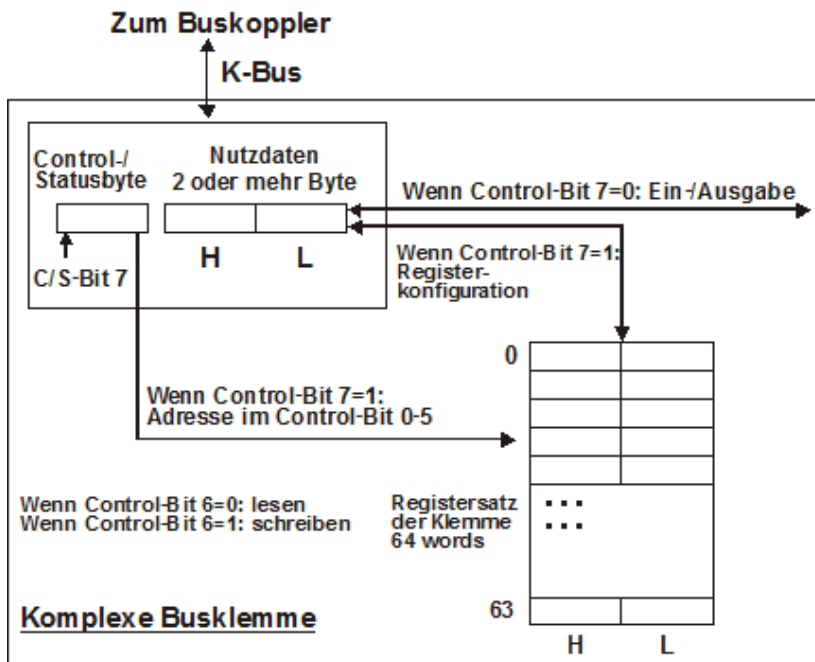 Zum Buskoppler
K-Bus
Control-/
Statusbyte
Nutzdaten
2 oder mehr Byte
Wenn Control-Bit 7=0: Ein-/Ausgabe
H
L
C/S-Bit 7
Wenn Control-Bit 7=1:
Register-
konfiguration
0
Wenn Control-Bit 7=1:
Adresse im Control-Bit 0-5
Wenn Control-Bit 6=0: lesen
Wenn Control-Bit 6=1: schreiben
Registersatz
der Klemme
64 words
63
Komplexe Busklemme
H
L